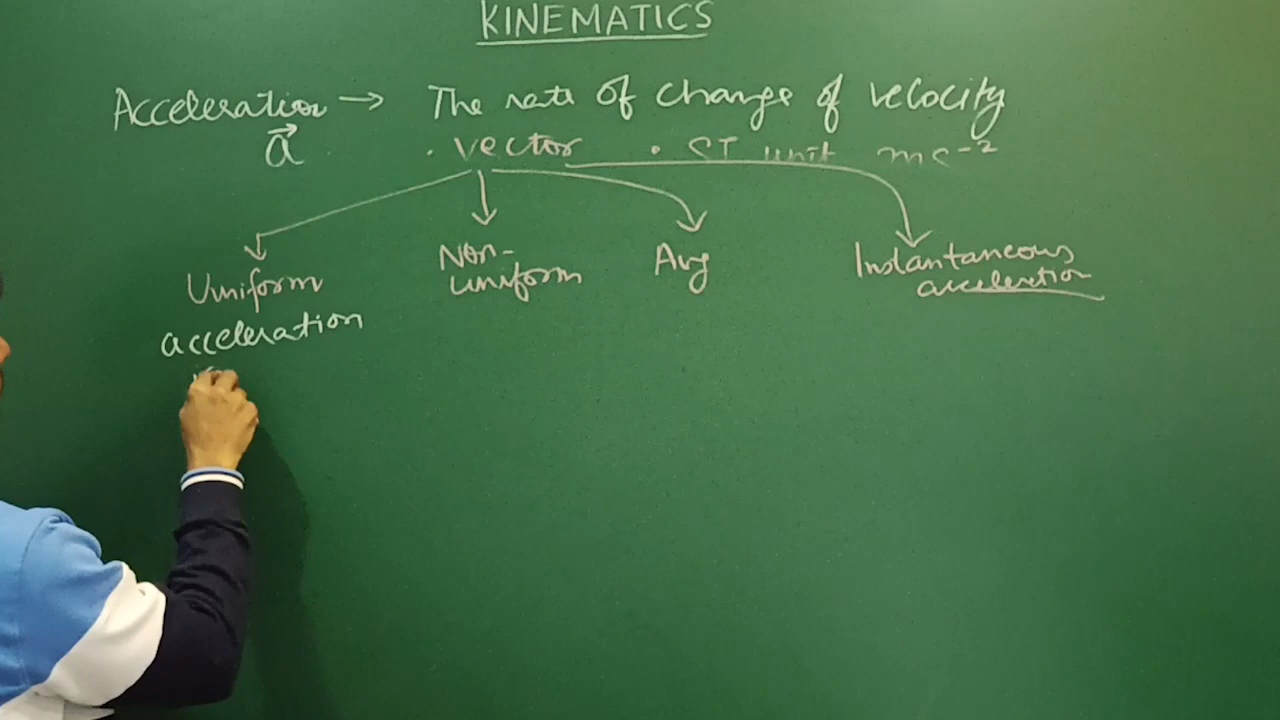 KINEMATICS
Acceleration → The rate of change of velocity
a⃗ . vector . SI unit ms⁻²
Uniform
acceleration
Non-
uniform
Avg
Instantaneous
acceleration